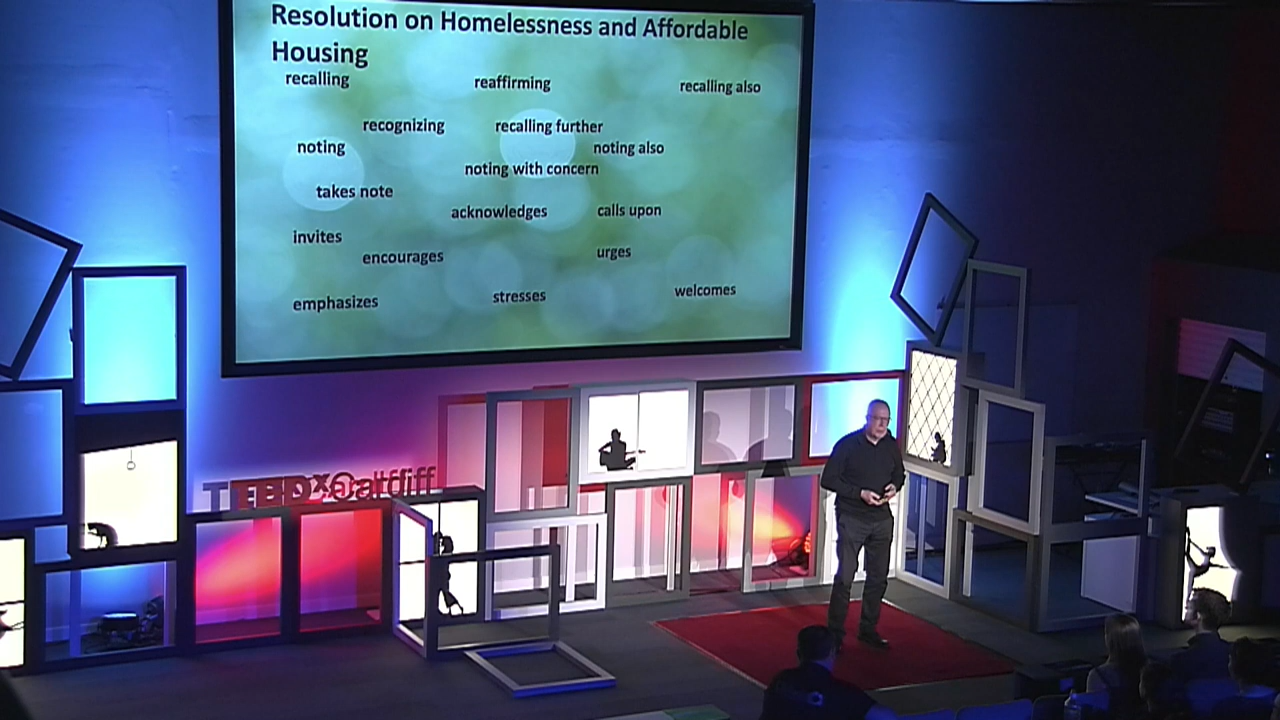 Resolution on Homelessness and Affordable
Housing
recalling reaffirming recalling also
recognizing recalling further
noting noting also
noting with concern
takes note
acknowledges calls upon
invites
encourages urges
emphasizes stresses welcomes
TEDxCardiff